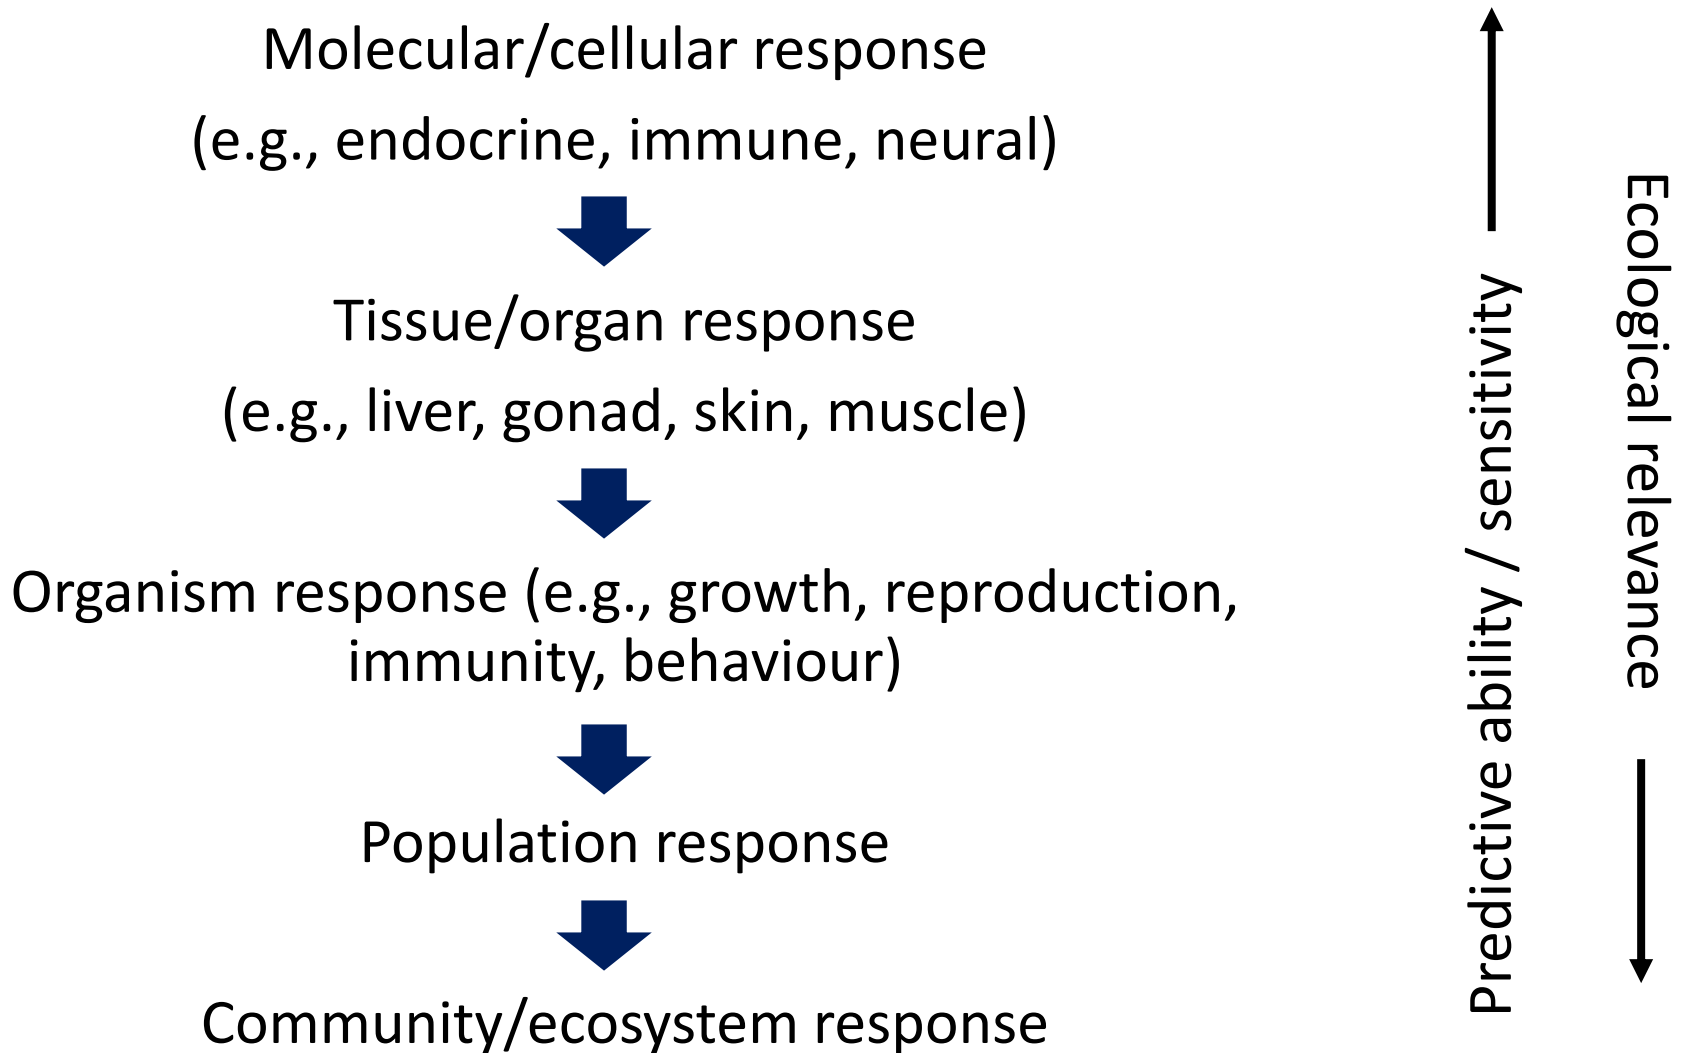 Molecular/cellular response
(e.g., endocrine, immune, neural)
Tissue/organ response
(e.g., liver, gonad, skin, muscle)
Organism response (e.g., growth, reproduction,
immunity, behaviour)
Population response
Community/ecosystem response
Predictive ability / sensitivity
Ecological relevance